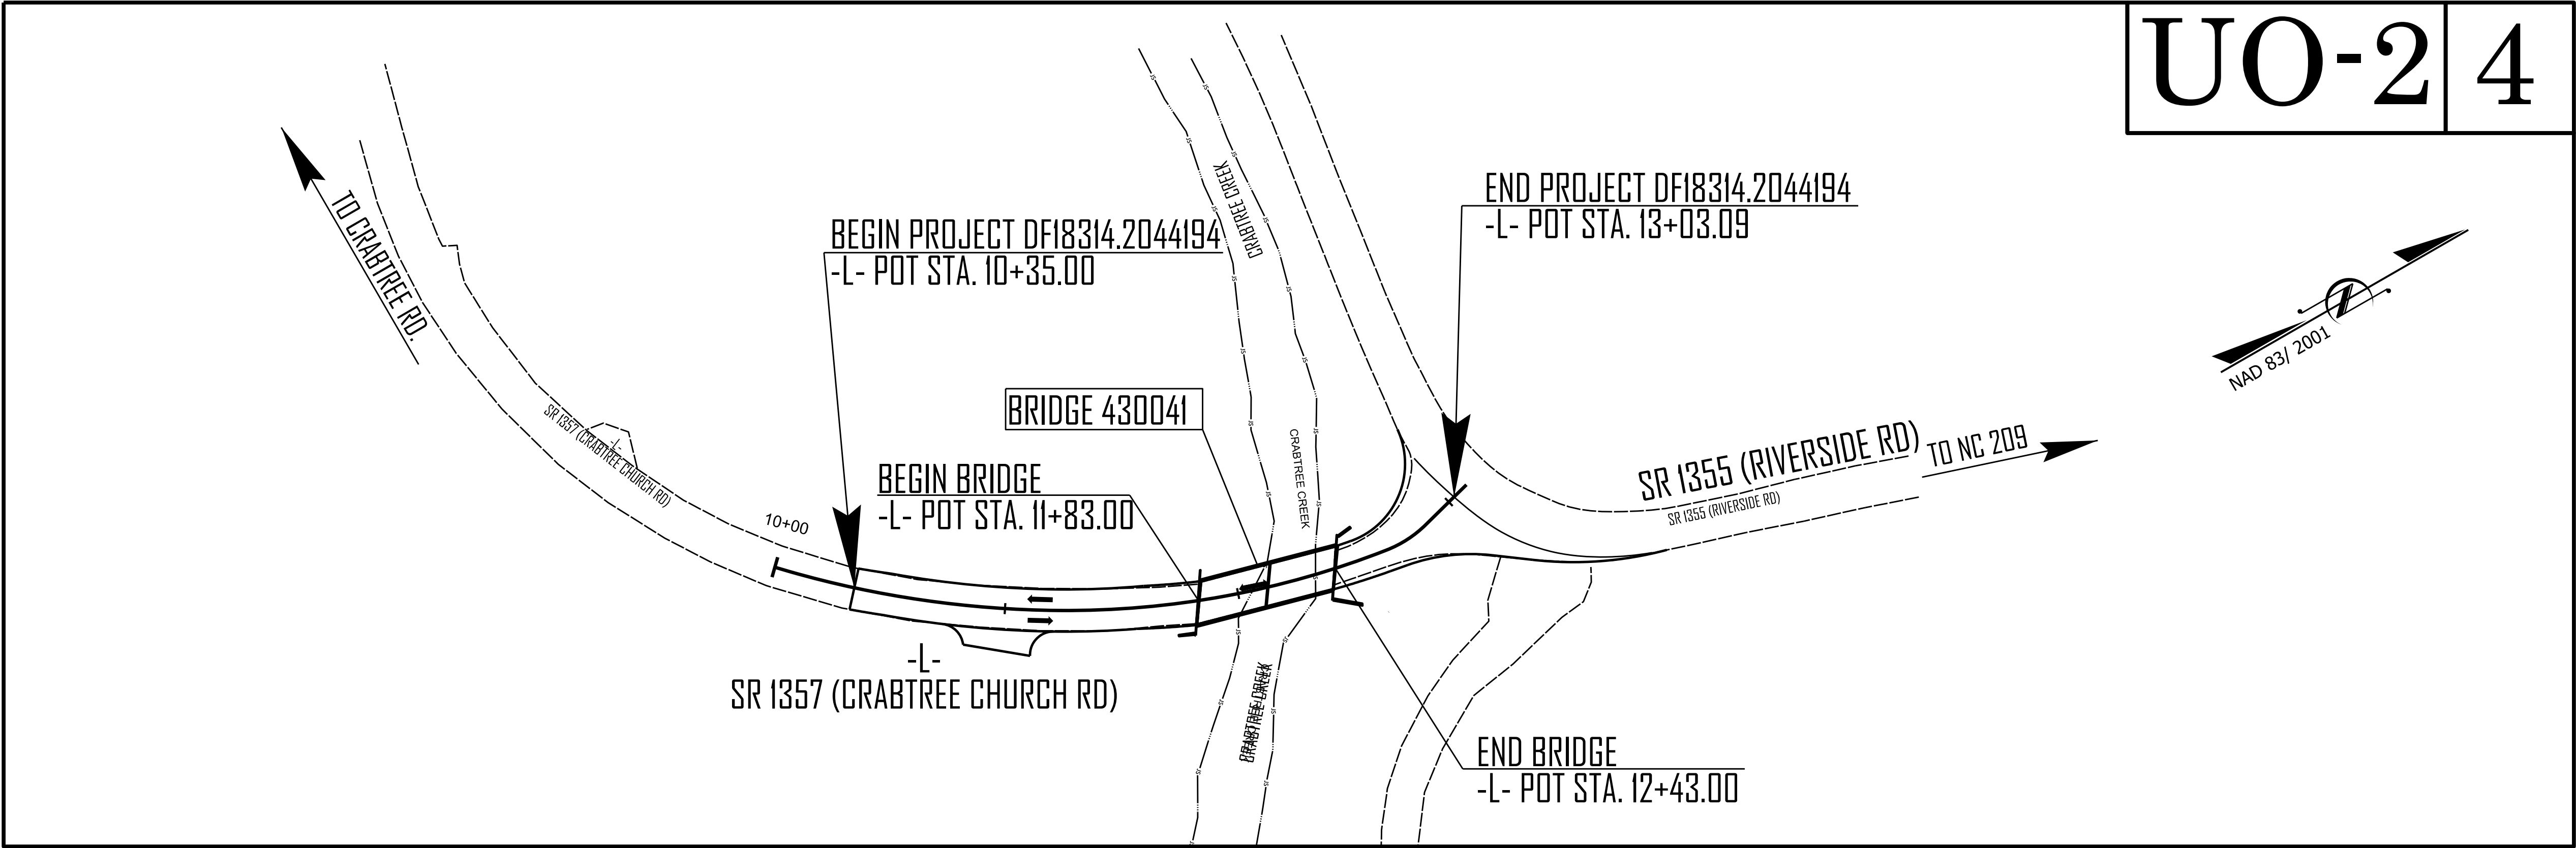 UO-2 4
CRABTREE CREEK
END PROJECT DF18314.2044194
-L- POT STA. 13+03.09
BEGIN PROJECT DF18314.2044194
-L- POT STA. 10+35.00
TO CRABTREE RD.
NAD 83/ 2001
BRIDGE 430041
SR 1357 (CRABTREE CHURCH RD)
-L-
CRABTREE CREEK
SR 1355 (RIVERSIDE RD)
TO NC 209
SR 1355 (RIVERSIDE RD)
BEGIN BRIDGE
-L- POT STA. 11+83.00
10+00
-L-
SR 1357 (CRABTREE CHURCH RD)
CRABTREE CREEK
END BRIDGE
-L- POT STA. 12+43.00